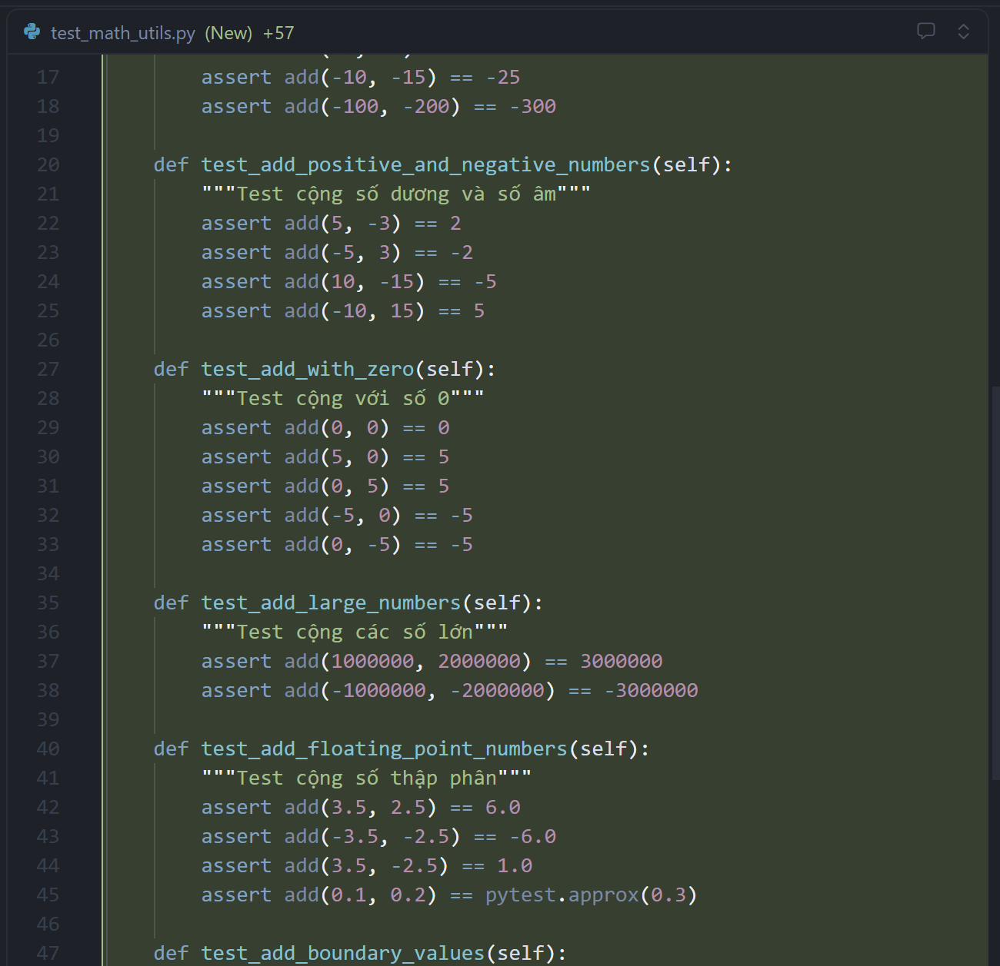 test_math_utils.py (New) +57
17 assert add(-10, -15) == -25
18 assert add(-100, -200) == -300
19
20 def test_add_positive_and_negative_numbers(self):
21 """Test cộng số dương và số âm"""
22 assert add(5, -3) == 2
23 assert add(-5, 3) == -2
24 assert add(10, -15) == -5
25 assert add(-10, 15) == 5
26
27 def test_add_with_zero(self):
28 """Test cộng với số 0"""
29 assert add(0, 0) == 0
30 assert add(5, 0) == 5
31 assert add(0, 5) == 5
32 assert add(-5, 0) == -5
33 assert add(0, -5) == -5
34
35 def test_add_large_numbers(self):
36 """Test cộng các số lớn"""
37 assert add(1000000, 2000000) == 3000000
38 assert add(-1000000, -2000000) == -3000000
39
40 def test_add_floating_point_numbers(self):
41 """Test cộng số thập phân"""
42 assert add(3.5, 2.5) == 6.0
43 assert add(-3.5, -2.5) == -6.0
44 assert add(3.5, -2.5) == 1.0
45 assert add(0.1, 0.2) == pytest.approx(0.3)
46
47 def test_add_boundary_values(self):